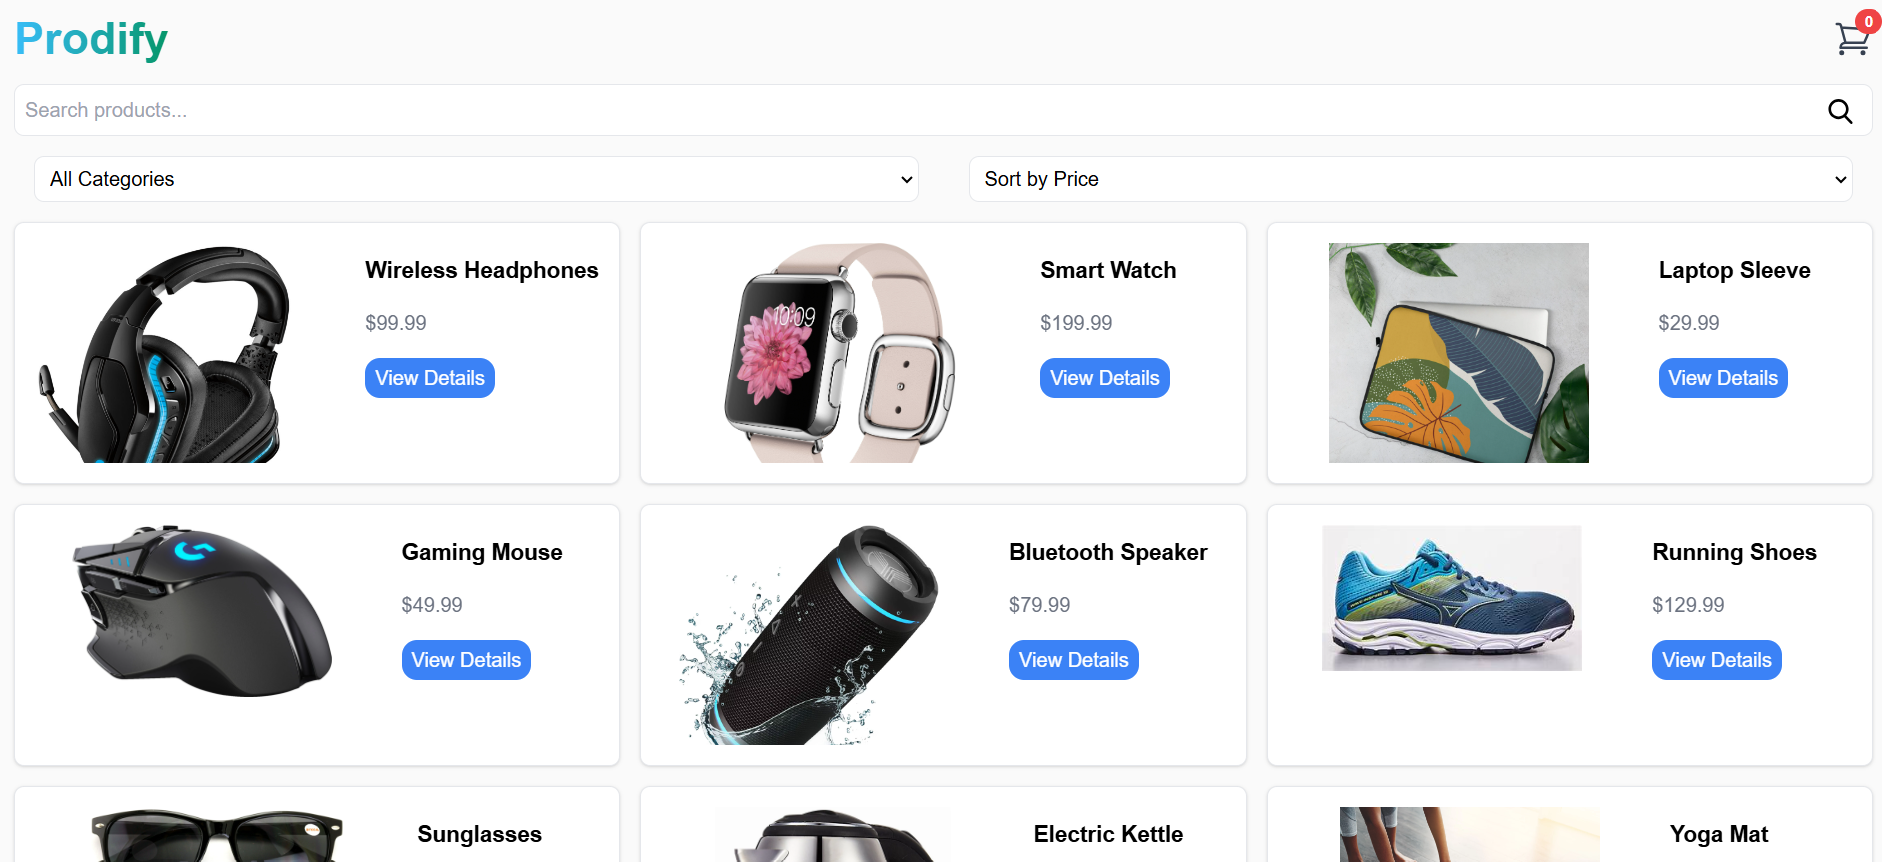 Prodify
0
Search products...
All Categories
Sort by Price
Wireless Headphones
$99.99
View Details
10:09
Smart Watch
$199.99
View Details
Laptop Sleeve
$29.99
View Details
Gaming Mouse
$49.99
View Details
Bluetooth Speaker
$79.99
View Details
Running Shoes
$129.99
View Details
Sunglasses
Electric Kettle
Yoga Mat